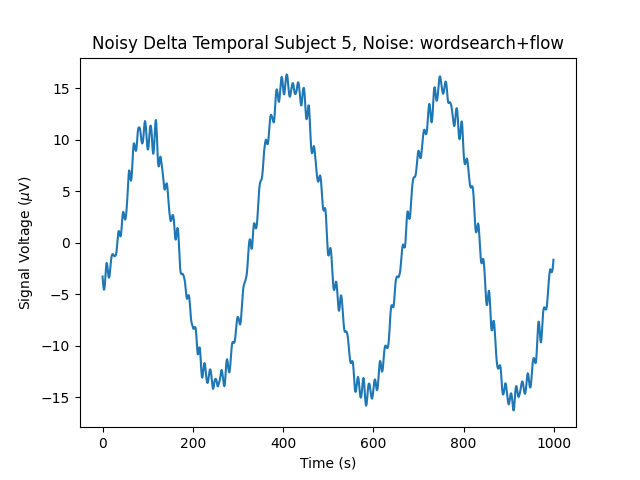 Noisy Delta Temporal Subject 5, Noise: wordsearch+flow
Signal Voltage (μV)
15
10
5
0
−5
−10
−15
0 200 400 600 800 1000
Time (s)